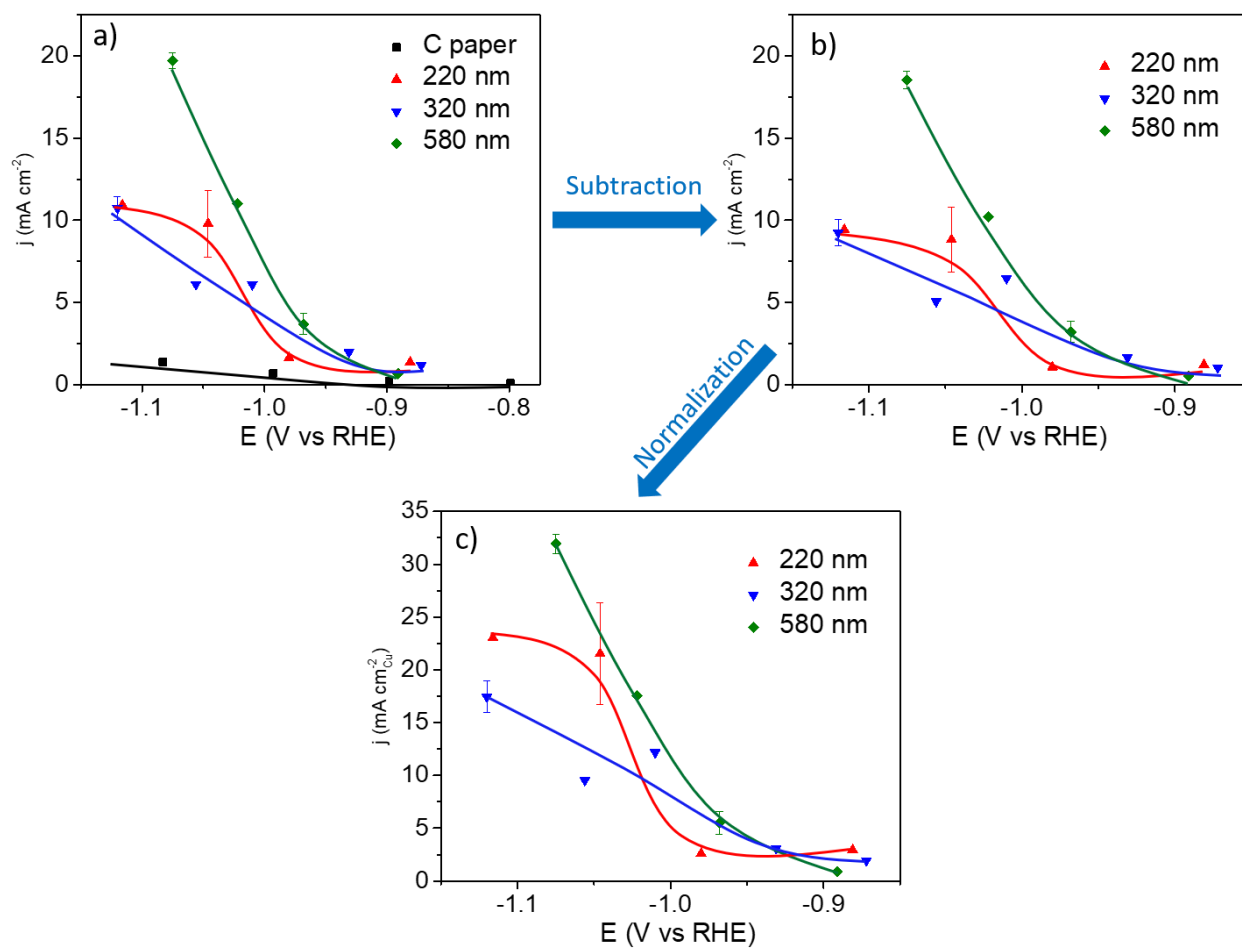 a)
C paper
220 nm
320 nm
580 nm
20
15
10
5
0
j (mA cm⁻²)
-1.1
-1.0
-0.9
-0.8
E (V vs RHE)
Subtraction
b)
220 nm
320 nm
580 nm
20
15
10
5
0
j (mA cm⁻²)
-1.1
-1.0
-0.9
E (V vs RHE)
Normalization
c)
220 nm
320 nm
580 nm
35
30
25
20
15
10
5
0
j (mA cm⁻²Cu)
-1.1
-1.0
-0.9
E (V vs RHE)